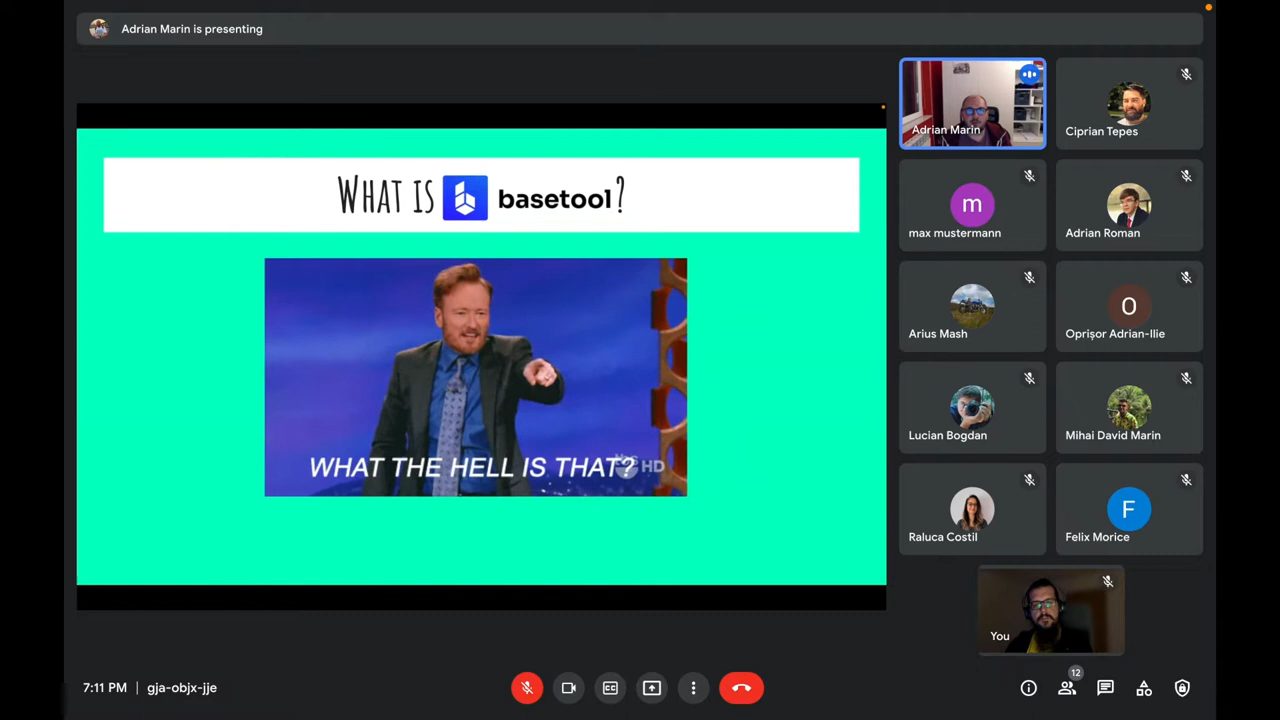 Adrian Marin is presenting
WHAT IS basetool?
WHAT THE HELL IS THAT?
HD
Adrian Marin
Ciprian Tepes
m
max mustermann
Adrian Roman
Arius Mash
O
Oprișor Adrian-Ilie
Lucian Bogdan
Mihai David Marin
Raluca Costil
F
Felix Morice
You
7:11 PM | gja-objx-jje
CC
12